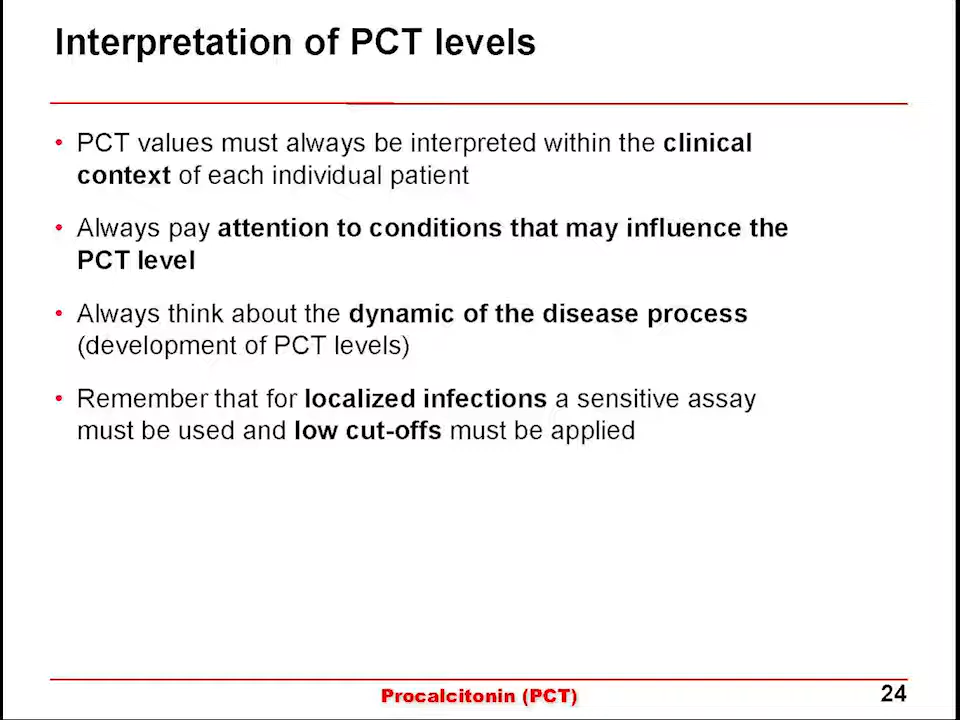 Interpretation of PCT levels
• PCT values must always be interpreted within the clinical
context of each individual patient
• Always pay attention to conditions that may influence the
PCT level
• Always think about the dynamic of the disease process
(development of PCT levels)
• Remember that for localized infections a sensitive assay
must be used and low cut-offs must be applied
Procalcitonin (PCT)
24